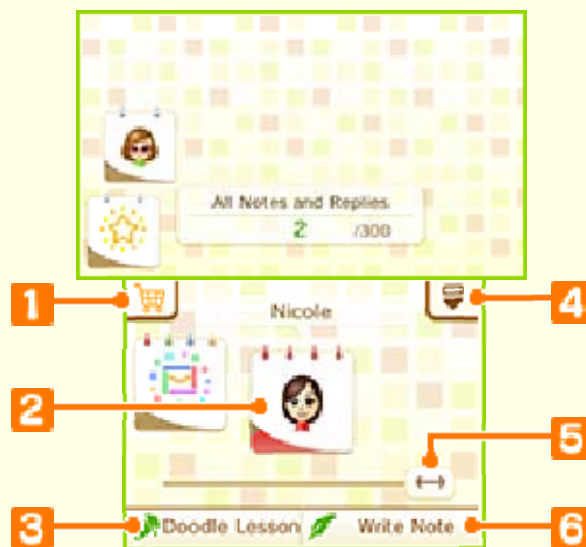 All Notes and Replies
2 /300
1
4
Nicole
2
5
3
Doodle Lesson
Write Note
6